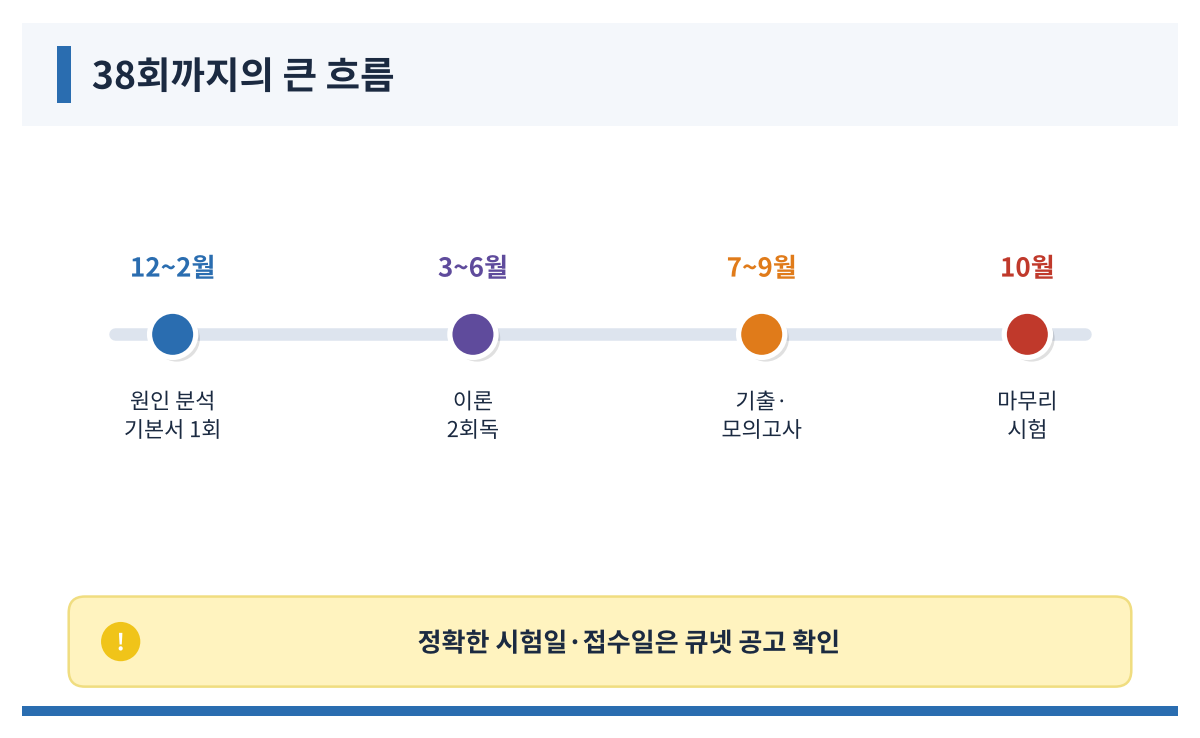 38회까지의 큰 흐름
12~2월
3~6월
7~9월
10월
원인 분석
기본서 1회
이론
2회독
기출·
모의고사
마무리
시험
!
정확한 시험일·접수일은 큐넷 공고 확인